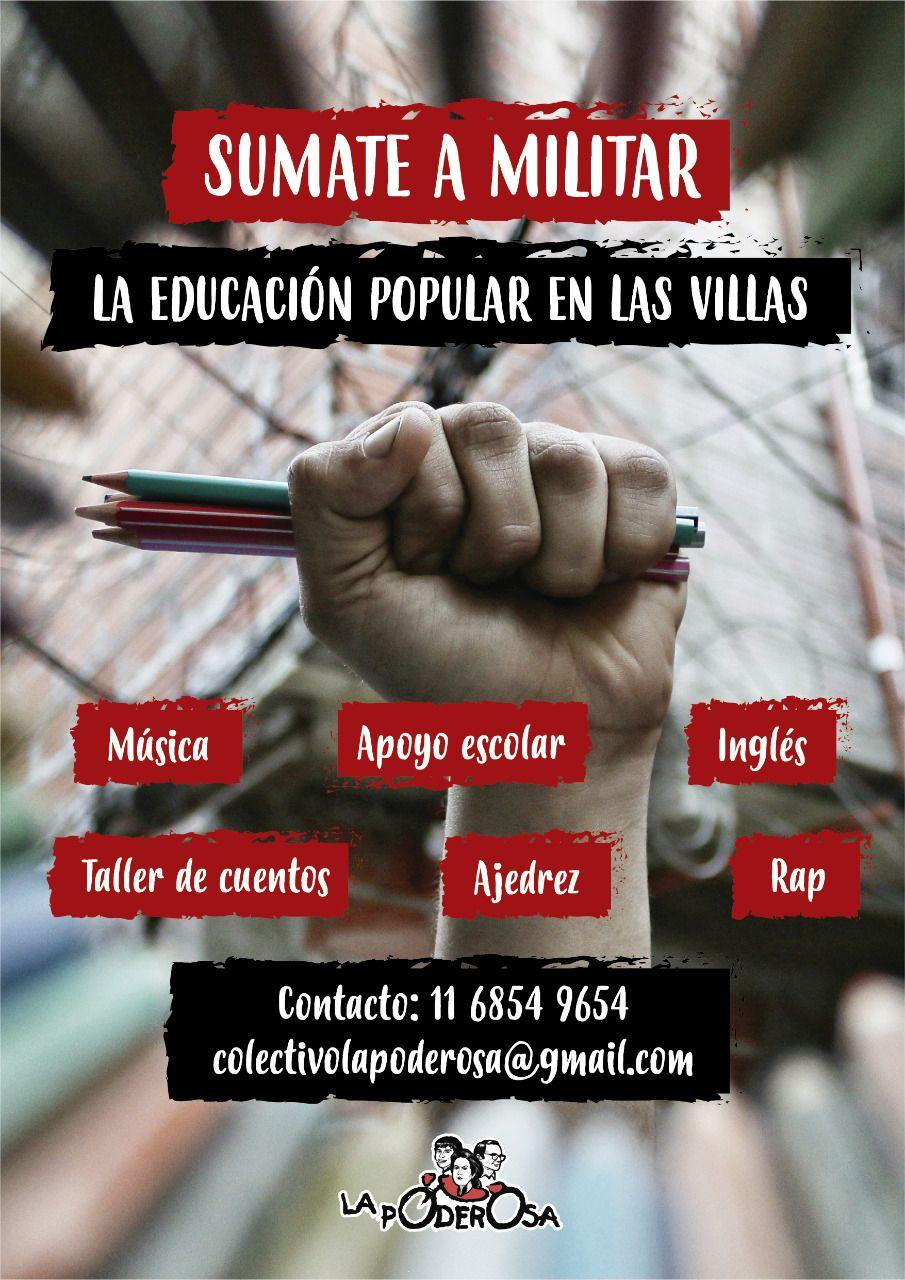 SUMATE A MILITAR
LA EDUCACIÓN POPULAR EN LAS VILLAS
Música
Apoyo escolar
Inglés
Taller de cuentos
Ajedrez
Rap
Contacto: 11 6854 9654
colectivolapoderosa@gmail.com
LA PODEROSA